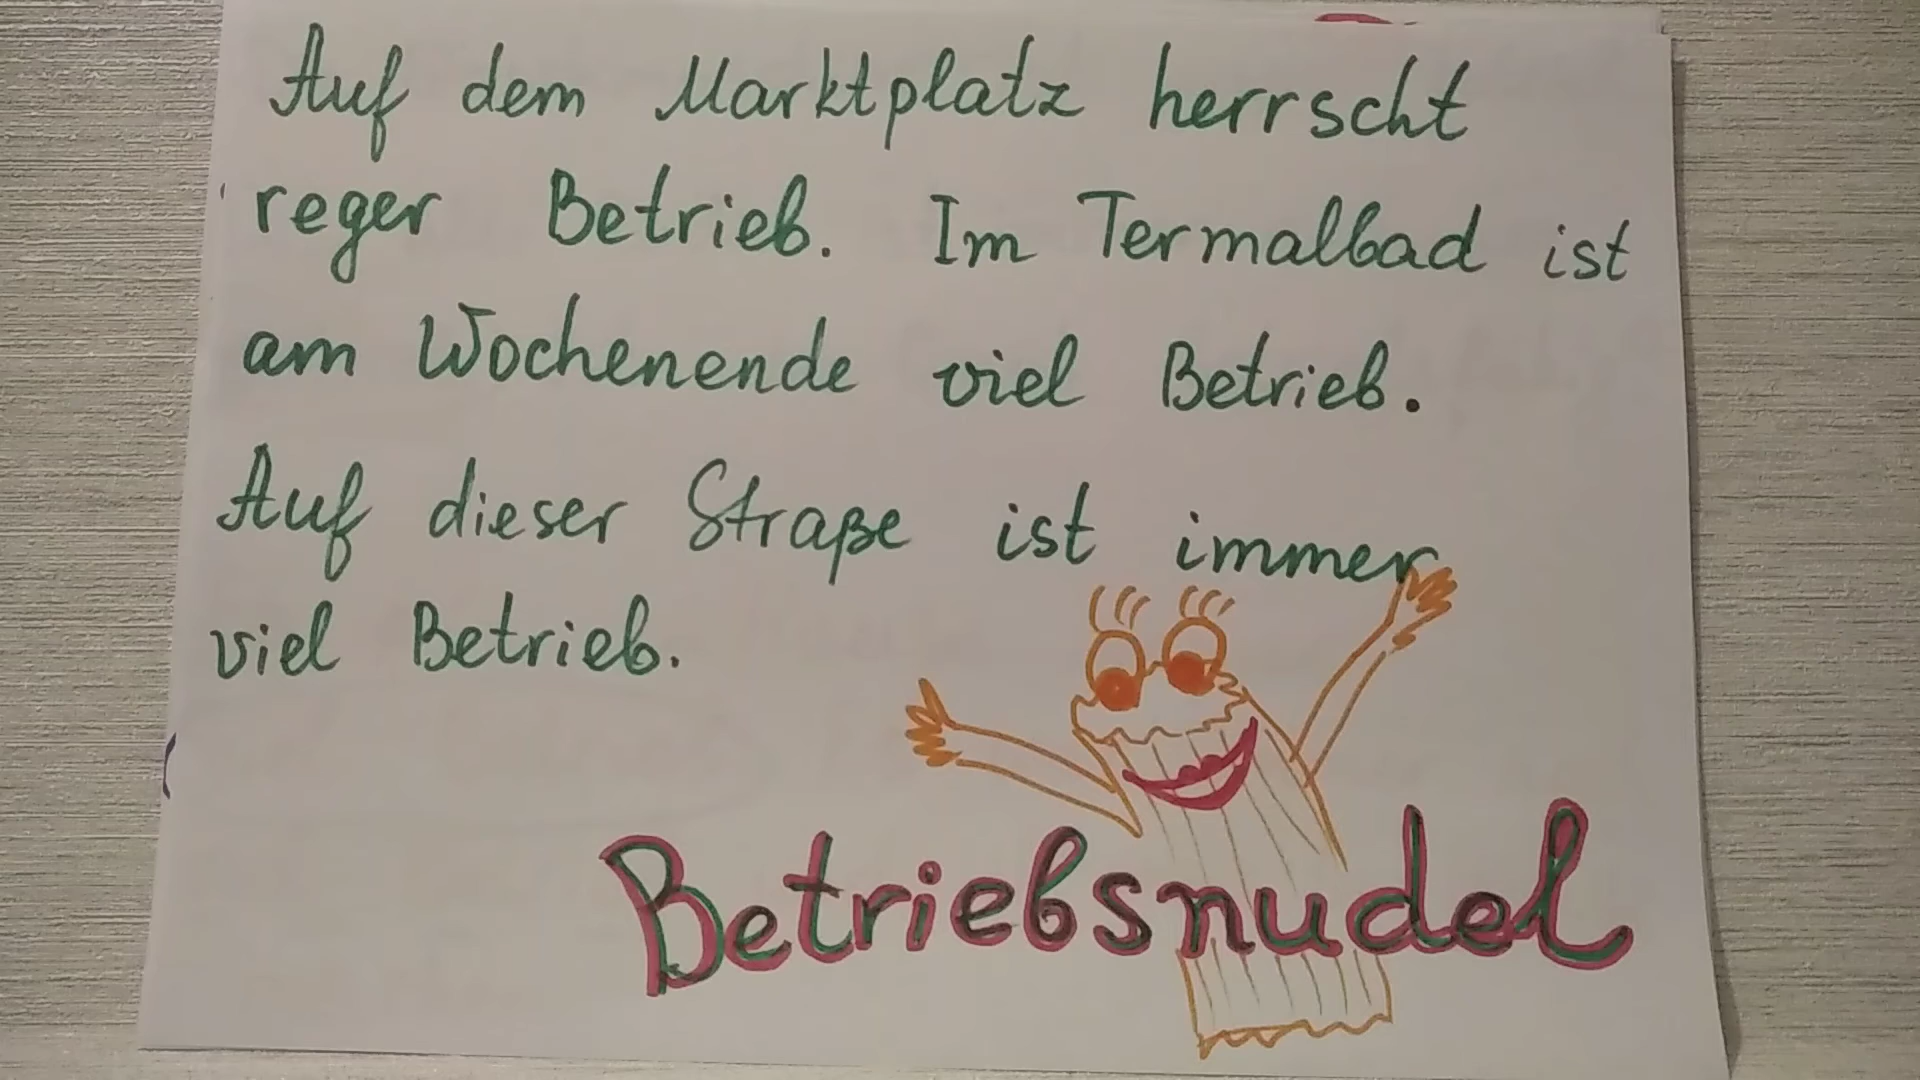 Auf dem Marktplatz herrscht
reger Betrieb. Im Termalbad ist
am Wochenende viel Betrieb.
Auf dieser Straße ist immer
viel Betrieb.
Betriebsnudel